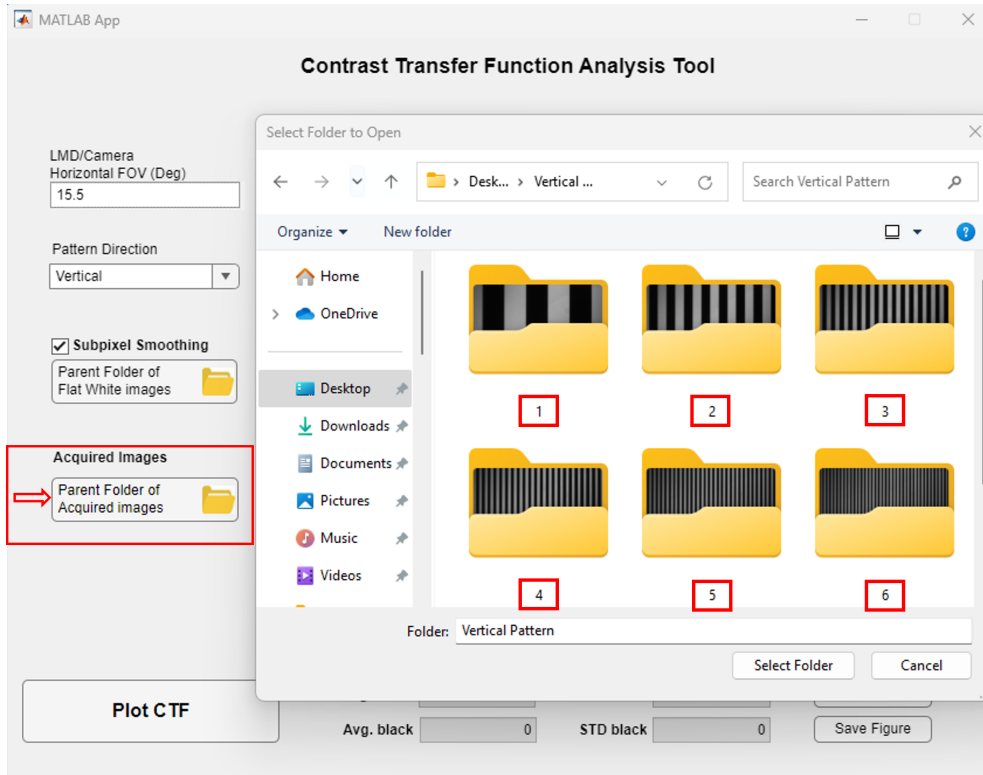 MATLAB App
Contrast Transfer Function Analysis Tool
LMD/Camera
Horizontal FOV (Deg)
15.5
Pattern Direction
Vertical
Subpixel Smoothing
Parent Folder of
Flat White images
Acquired Images
Parent Folder of
Acquired images
Plot CTF
Select Folder to Open
Desk... › Vertical ...
Search Vertical Pattern
Organize
New folder
?
Home
OneDrive
Desktop
Downloads
Documents
Pictures
Music
Videos
1
2
3
4
5
6
Folder: Vertical Pattern
Select Folder
Cancel
Avg. black 0
STD black 0
Save Figure